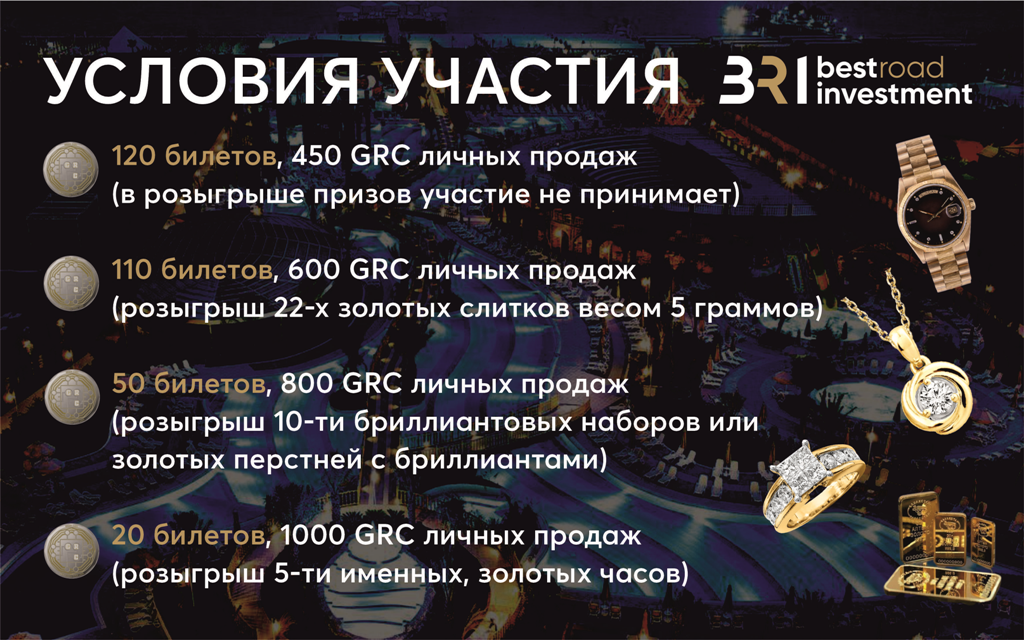 УСЛОВИЯ УЧАСТИЯ
BRI bestroad
investment
120 билетов, 450 GRC личных продаж
(в розыгрыше призов участие не принимает)
110 билетов, 600 GRC личных продаж
(розыгрыш 22-х золотых слитков весом 5 граммов)
50 билетов, 800 GRC личных продаж
(розыгрыш 10-ти бриллиантовых наборов или
золотых перстней с бриллиантами)
20 билетов, 1000 GRC личных продаж
(розыгрыш 5-ти именных, золотых часов)